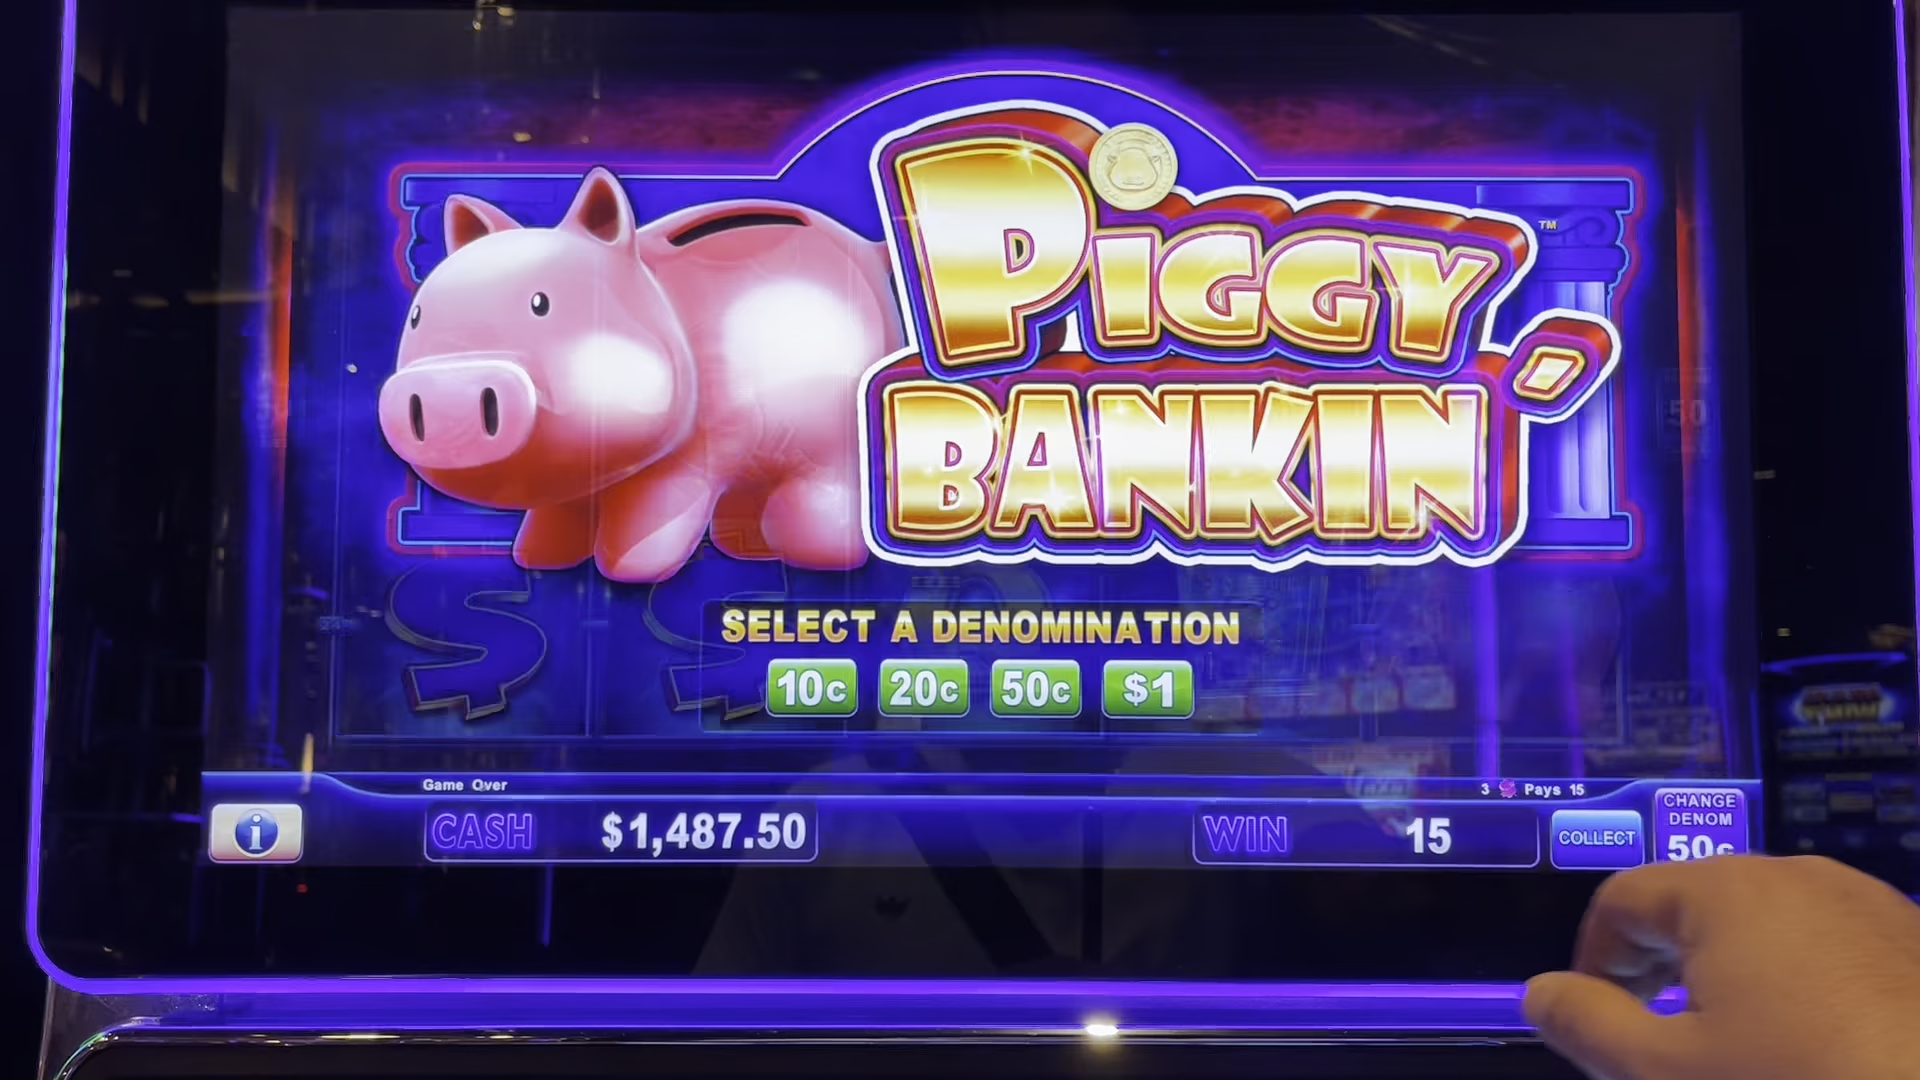 PIGGY
™
BANKIN'
SELECT A DENOMINATION
10c 20c 50c $1
Game Over
3 Pays 15
i
CASH $1,487.50
WIN 15
COLLECT
CHANGE
DENOM
50c
50